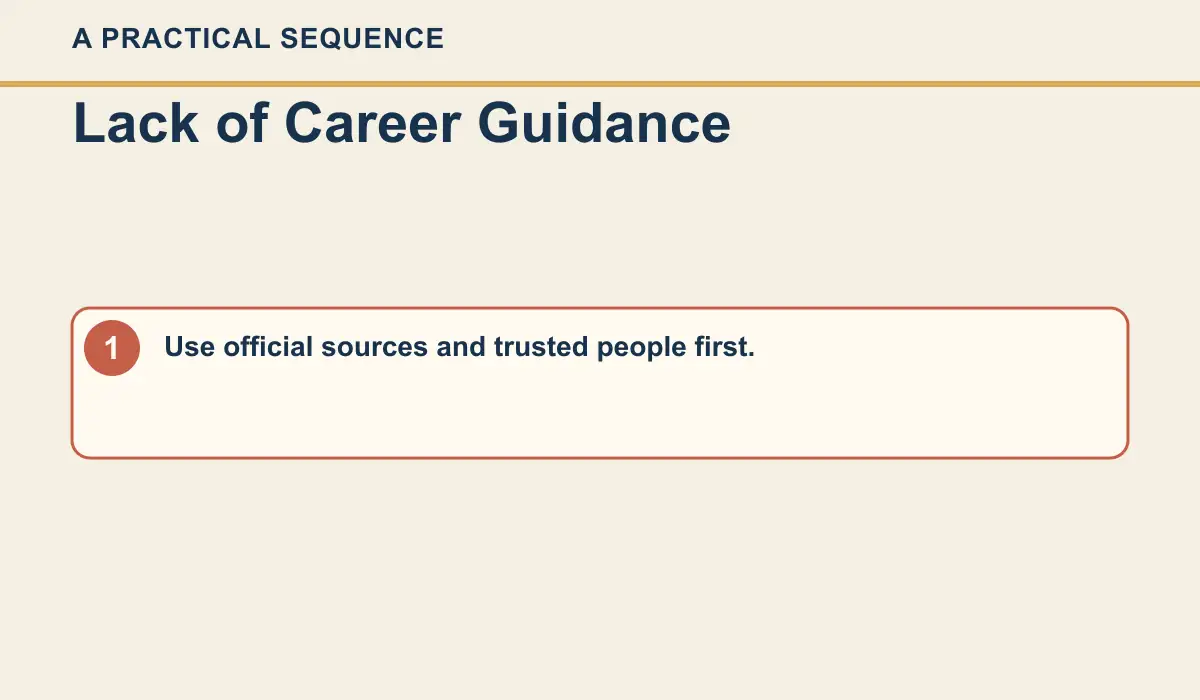 A PRACTICAL SEQUENCE
Lack of Career Guidance
1 Use official sources and trusted people first.